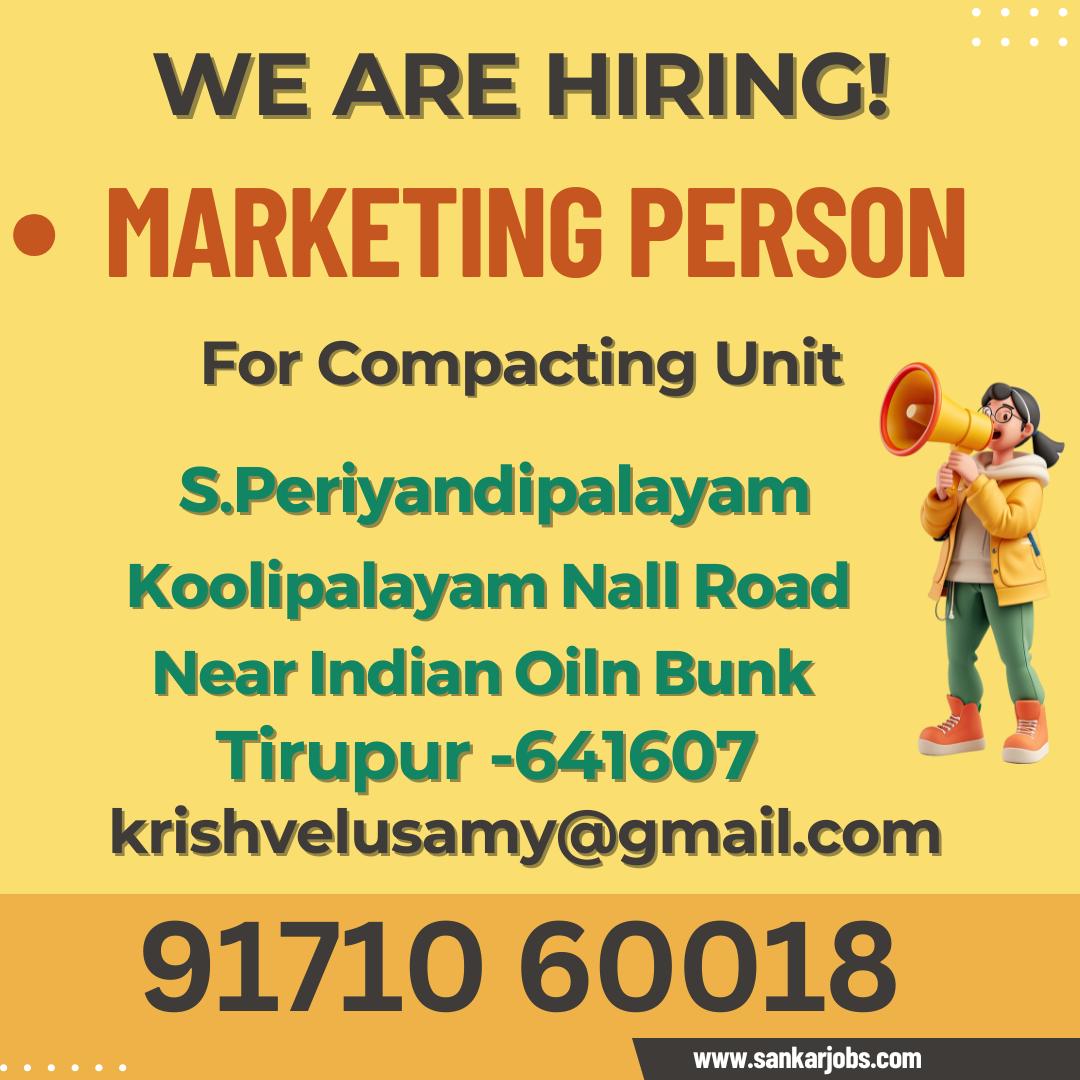 WE ARE HIRING!
• MARKETING PERSON
For Compacting Unit
S.Periyandipalayam
Koolipalayam Nall Road
Near Indian Oiln Bunk
Tirupur -641607
krishvelusamy@gmail.com
91710 60018
www.sankarjobs.com